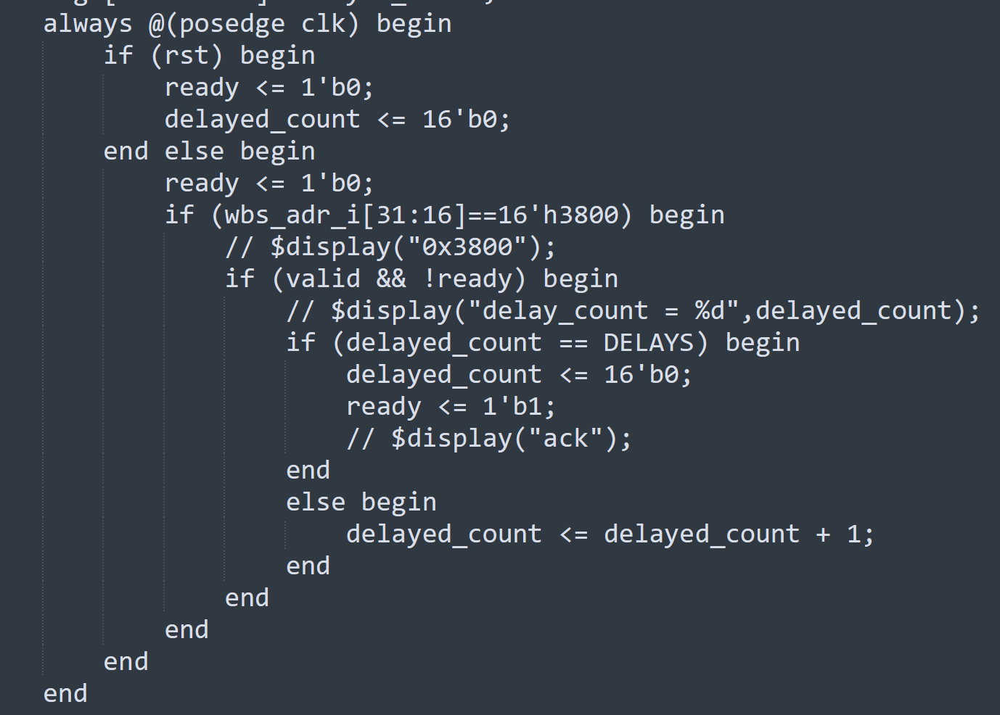 always @(posedge clk) begin
if (rst) begin
ready <= 1'b0;
delayed_count <= 16'b0;
end else begin
ready <= 1'b0;
if (wbs_adr_i[31:16]==16'h3800) begin
// $display("0x3800");
if (valid && !ready) begin
// $display("delay_count = %d",delayed_count);
if (delayed_count == DELAYS) begin
delayed_count <= 16'b0;
ready <= 1'b1;
// $display("ack");
end
else begin
delayed_count <= delayed_count + 1;
end
end
end
end
end